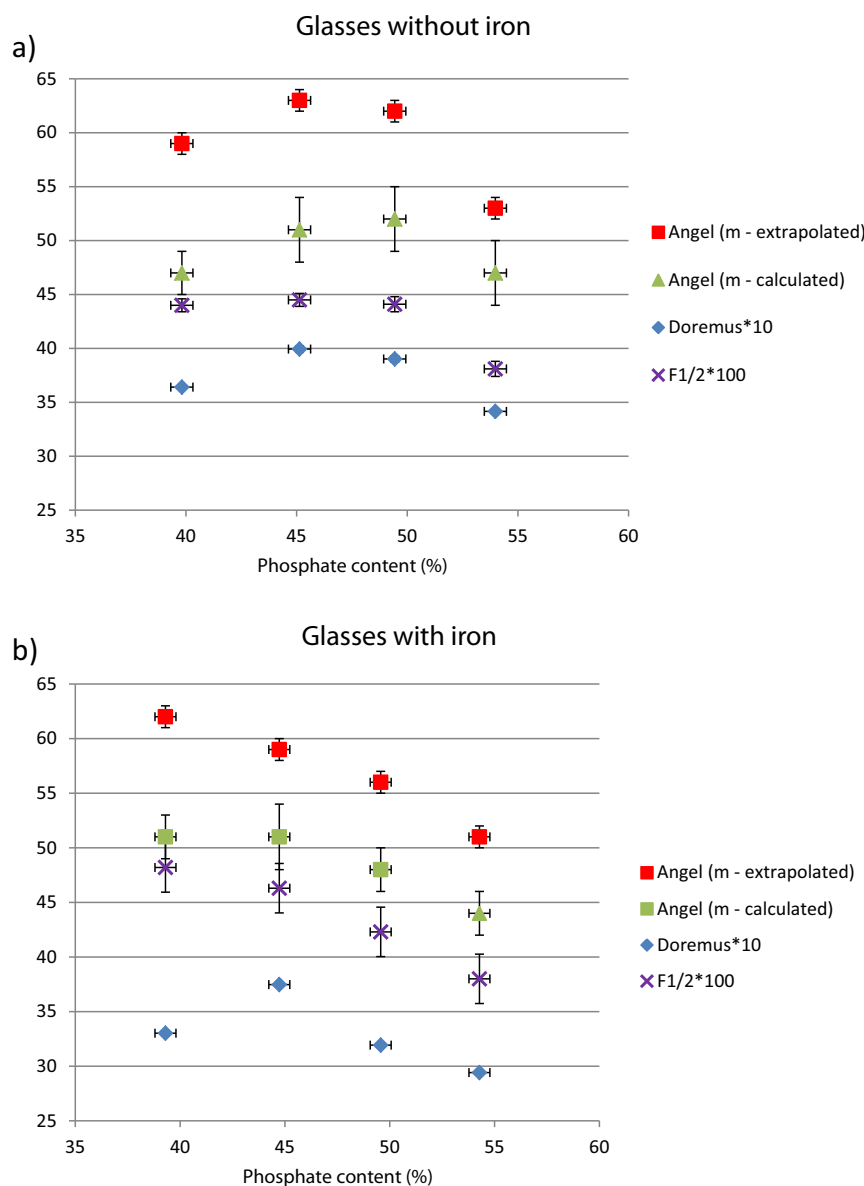 Glasses without iron
a)
65
60
55
50
45
40
35
30
25
35 40 45 50 55 60
Phosphate content (%)
Angel (m - extrapolated)
Angel (m - calculated)
Doremus*10
F1/2*100
Glasses with iron
b)
65
60
55
50
45
40
35
30
25
35 40 45 50 55 60
Phosphate content (%)
Angel (m - extrapolated)
Angel (m - calculated)
Doremus*10
F1/2*100